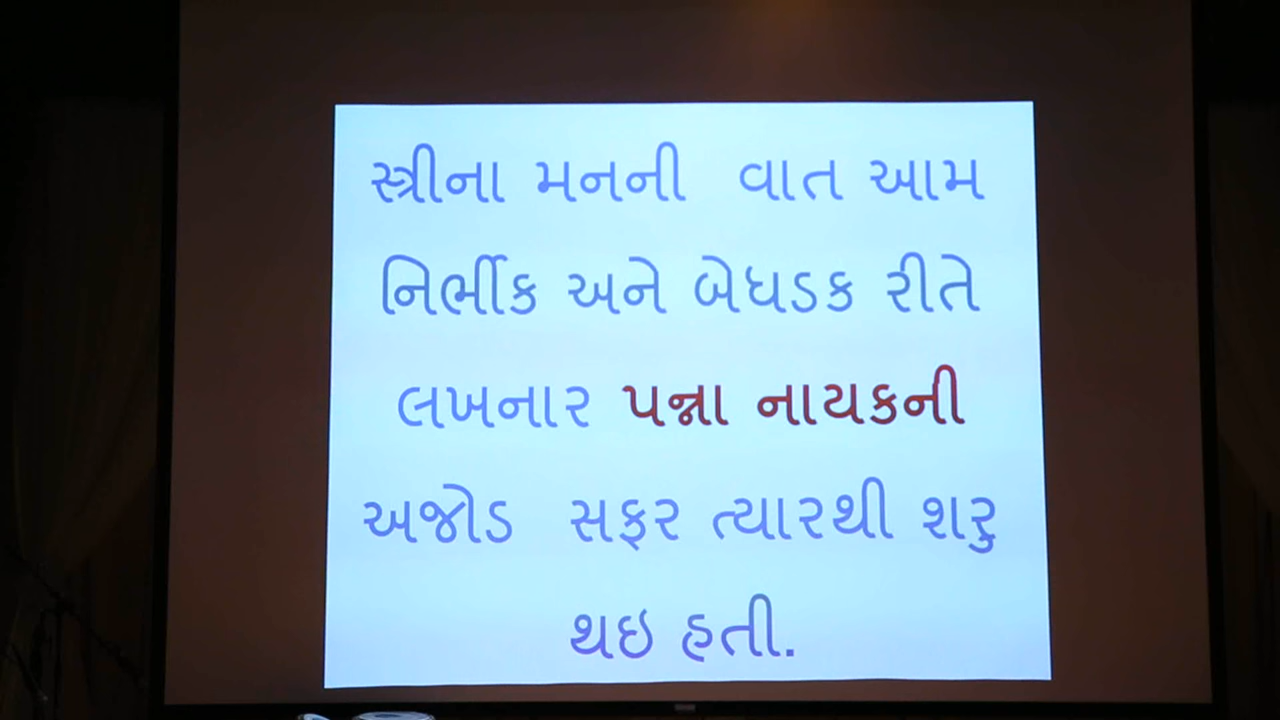 સ્ત્રીના મનની વાત આમ
નિર્ભીક અને બેધડક રીતે
લખનાર પન્ના નાયકની
અજોડ સફર ત્યારથી શરુ
થઇ હતી.